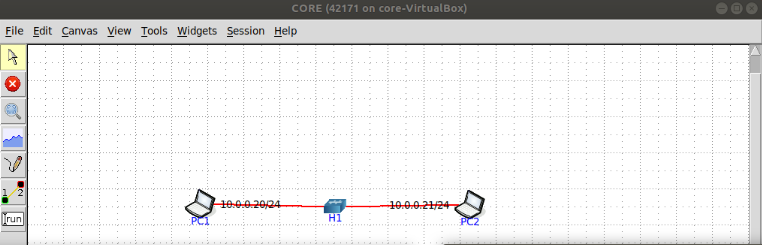 CORE (42171 on core-VirtualBox)
File Edit Canvas View Tools Widgets Session Help
1 2
run
10.0.0.20/24 10.0.0.21/24
PC1 H1 PC2